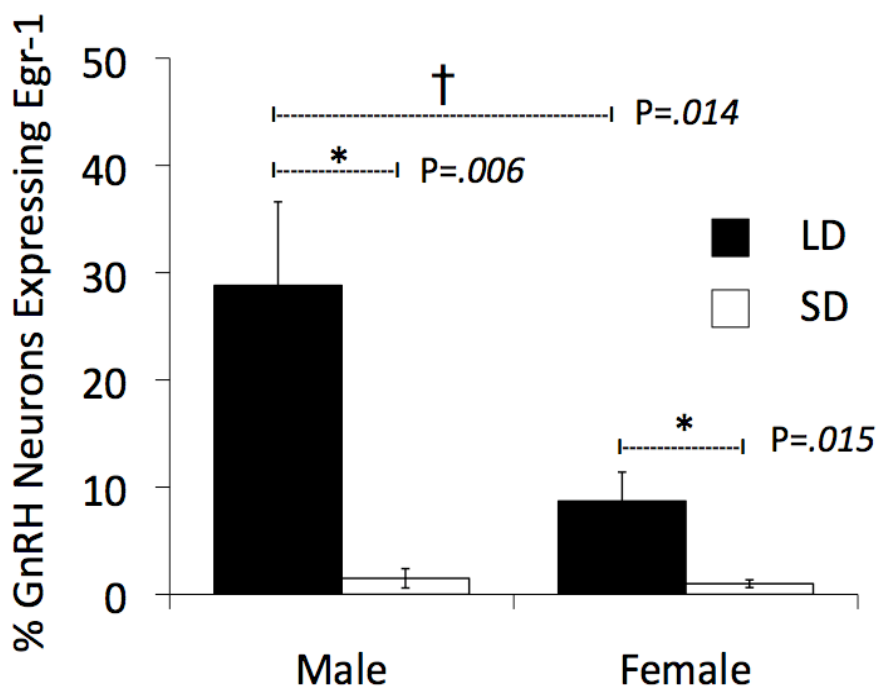 % GnRH Neurons Expressing Egr-1
50
40
30
20
10
0
†
P=.014
*
P=.006
LD
SD
*
P=.015
Male
Female